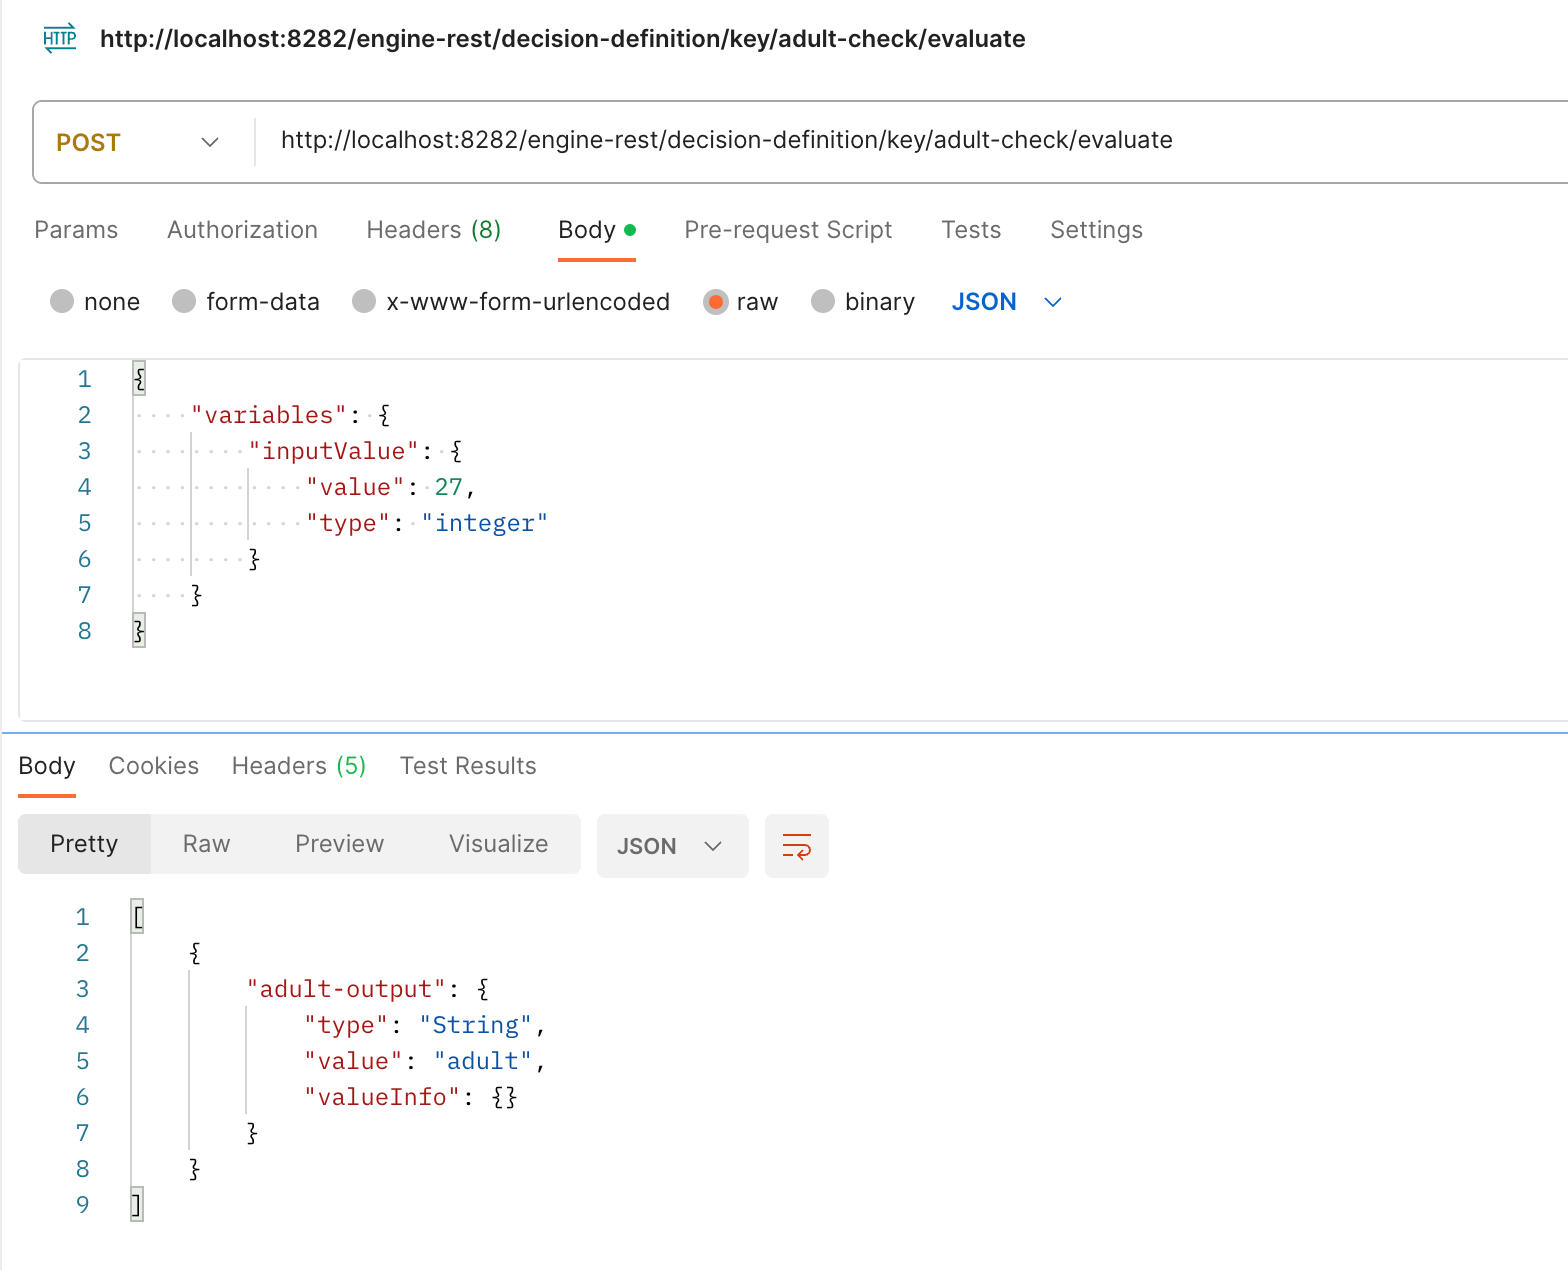 HTTP http://localhost:8282/engine-rest/decision-definition/key/adult-check/evaluate
POST http://localhost:8282/engine-rest/decision-definition/key/adult-check/evaluate
Params Authorization Headers (8) Body Pre-request Script Tests Settings
none form-data x-www-form-urlencoded raw binary JSON
1 {
2     "variables": {
3         "inputValue": {
4             "value": 27,
5             "type": "integer"
6         }
7     }
8 }
Body Cookies Headers (5) Test Results
Pretty Raw Preview Visualize JSON
1 [
2     {
3         "adult-output": {
4             "type": "String",
5             "value": "adult",
6             "valueInfo": {}
7         }
8     }
9 ]